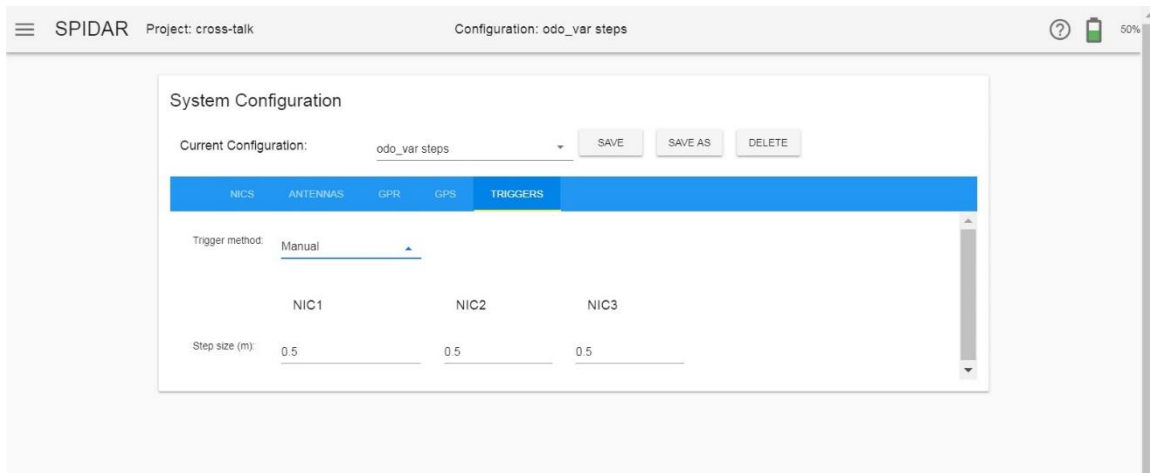 SPIDAR Project: cross-talk Configuration: odo_var steps 50%
System Configuration
Current Configuration: odo_var steps SAVE SAVE AS DELETE
NICS ANTENNAS GPR GPS TRIGGERS
Trigger method: Manual
NIC1 NIC2 NIC3
Step size (m): 0.5 0.5 0.5